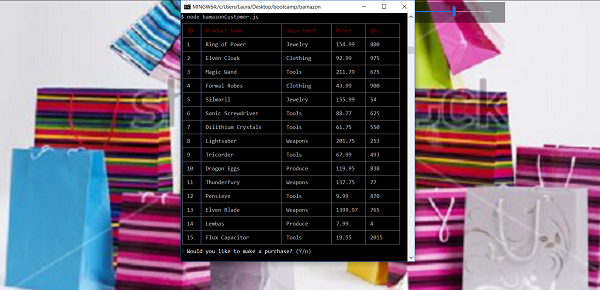 MINGW64:/c/Users/Laura/Desktop/bootcamp/bamazon
$ node bamazonCustomer.js
ID Product Name Department Price Qty.
1 Ring of Power Jewelry 154.99 800
2 Elven Cloak Clothing 92.99 975
3 Magic Wand Tools 211.79 675
4 Formal Robes Clothing 43.99 900
5 Silmaril Jewelry 155.99 54
6 Sonic Screwdriver Tools 88.77 625
7 Dilithium Crystals Tools 61.75 550
8 Lightsaber Weapons 201.75 253
9 Tricorder Tools 67.99 493
10 Dragon Eggs Produce 119.95 838
11 Thunderfury Weapons 137.75 77
12 Pensieve Tools 9.99 870
13 Elven Blade Weapons 1399.97 765
14 Lembas Produce 7.99 4
15 Flux Capacitor Tools 19.55 2015
Would you like to make a purchase? (Y/n)